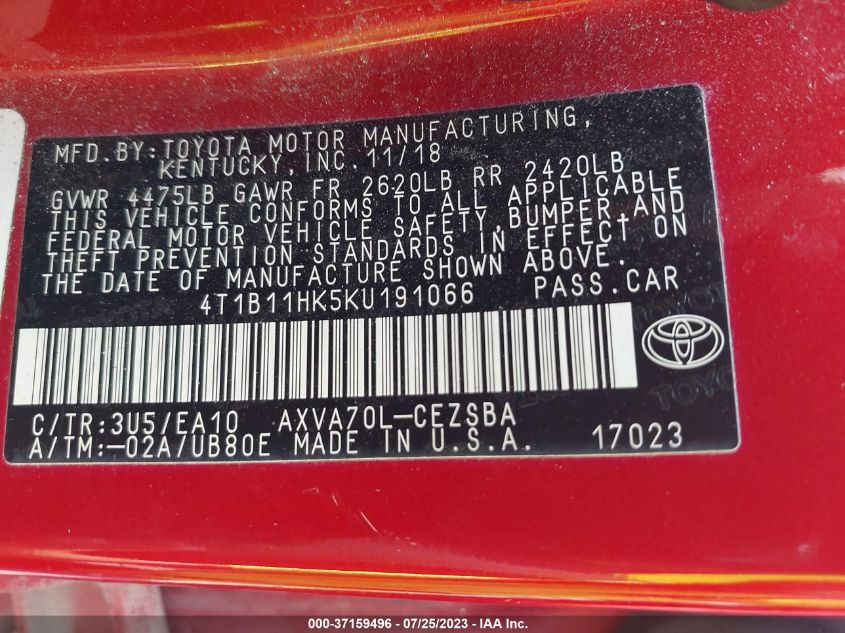 MFD. BY: TOYOTA MOTOR MANUFACTURING,
KENTUCKY, INC. 11/18
GVWR 4475LB GAWR FR 2620LB RR 2420LB
THIS VEHICLE CONFORMS TO ALL APPLICABLE
FEDERAL MOTOR VEHICLE SAFETY, BUMPER, AND
THEFT PREVENTION STANDARDS IN EFFECT ON
THE DATE OF MANUFACTURE SHOWN ABOVE.
4T1B11HK5KU191066 PASS. CAR
C/TR: 3U5/EA10 AXVA70L-CEZSBA
A/TM: -02A/UB80E MADE IN U.S.A. 17023
000-37159496 - 07/25/2023 - IAA Inc.